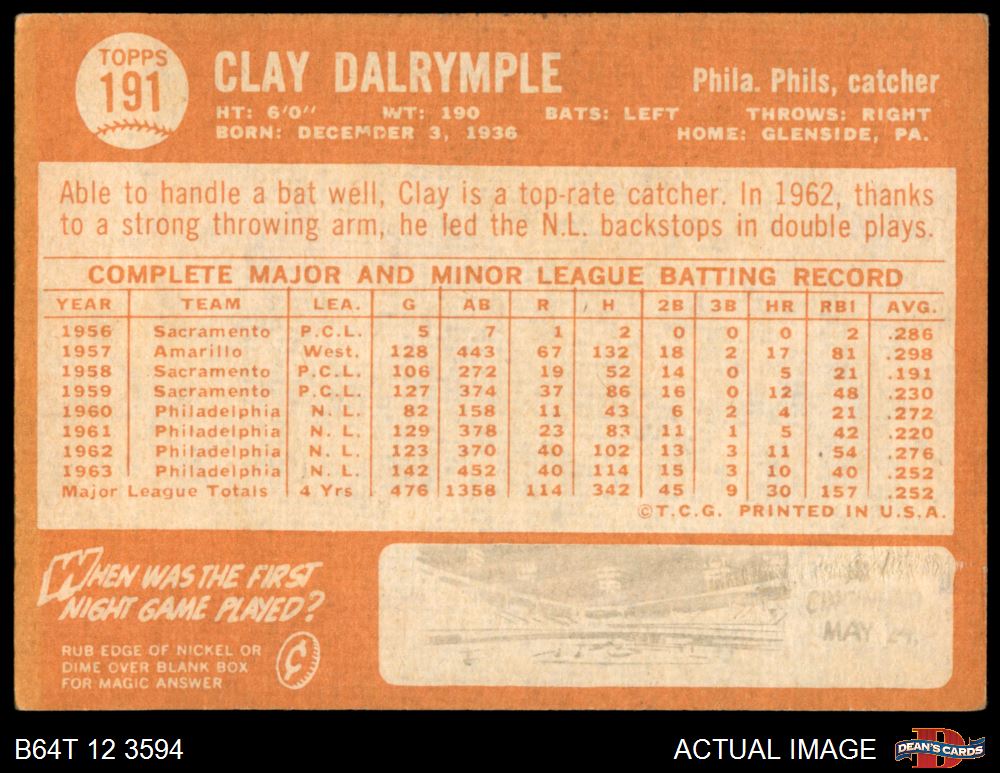 TOPPS
191
CLAY DALRYMPLE
Phila. Phils, catcher
HT: 6'0" WT: 190 BATS: LEFT THROWS: RIGHT
BORN: DECEMBER 3, 1936 HOME: GLENSIDE, PA.
Able to handle a bat well, Clay is a top-rate catcher. In 1962, thanks
to a strong throwing arm, he led the N.L. backstops in double plays.
COMPLETE MAJOR AND MINOR LEAGUE BATTING RECORD
YEAR TEAM LEA. G AB R H 2B 3B HR RBI AVG.
1956 Sacramento P.C.L. 5 7 1 2 0 0 0 2 .286
1957 Amarillo West. 128 443 67 132 18 2 17 81 .298
1958 Sacramento P.C.L. 106 272 19 52 14 0 5 21 .191
1959 Sacramento P.C.L. 127 374 37 86 16 0 12 48 .230
1960 Philadelphia N. L. 82 158 11 43 6 2 4 21 .272
1961 Philadelphia N. L. 129 378 23 83 11 1 5 42 .220
1962 Philadelphia N. L. 123 370 40 102 13 3 11 54 .276
1963 Philadelphia N. L. 142 452 40 114 15 3 10 40 .252
Major League Totals 4 Yrs 476 1358 114 342 45 9 30 157 .252
©T.C.G. PRINTED IN U.S.A.
WHEN WAS THE FIRST
NIGHT GAME PLAYED?
RUB EDGE OF NICKEL OR
DIME OVER BLANK BOX
FOR MAGIC ANSWER
¢
MAY 24,
B64T 12 3594
ACTUAL IMAGE
D
DEAN'S CARDS